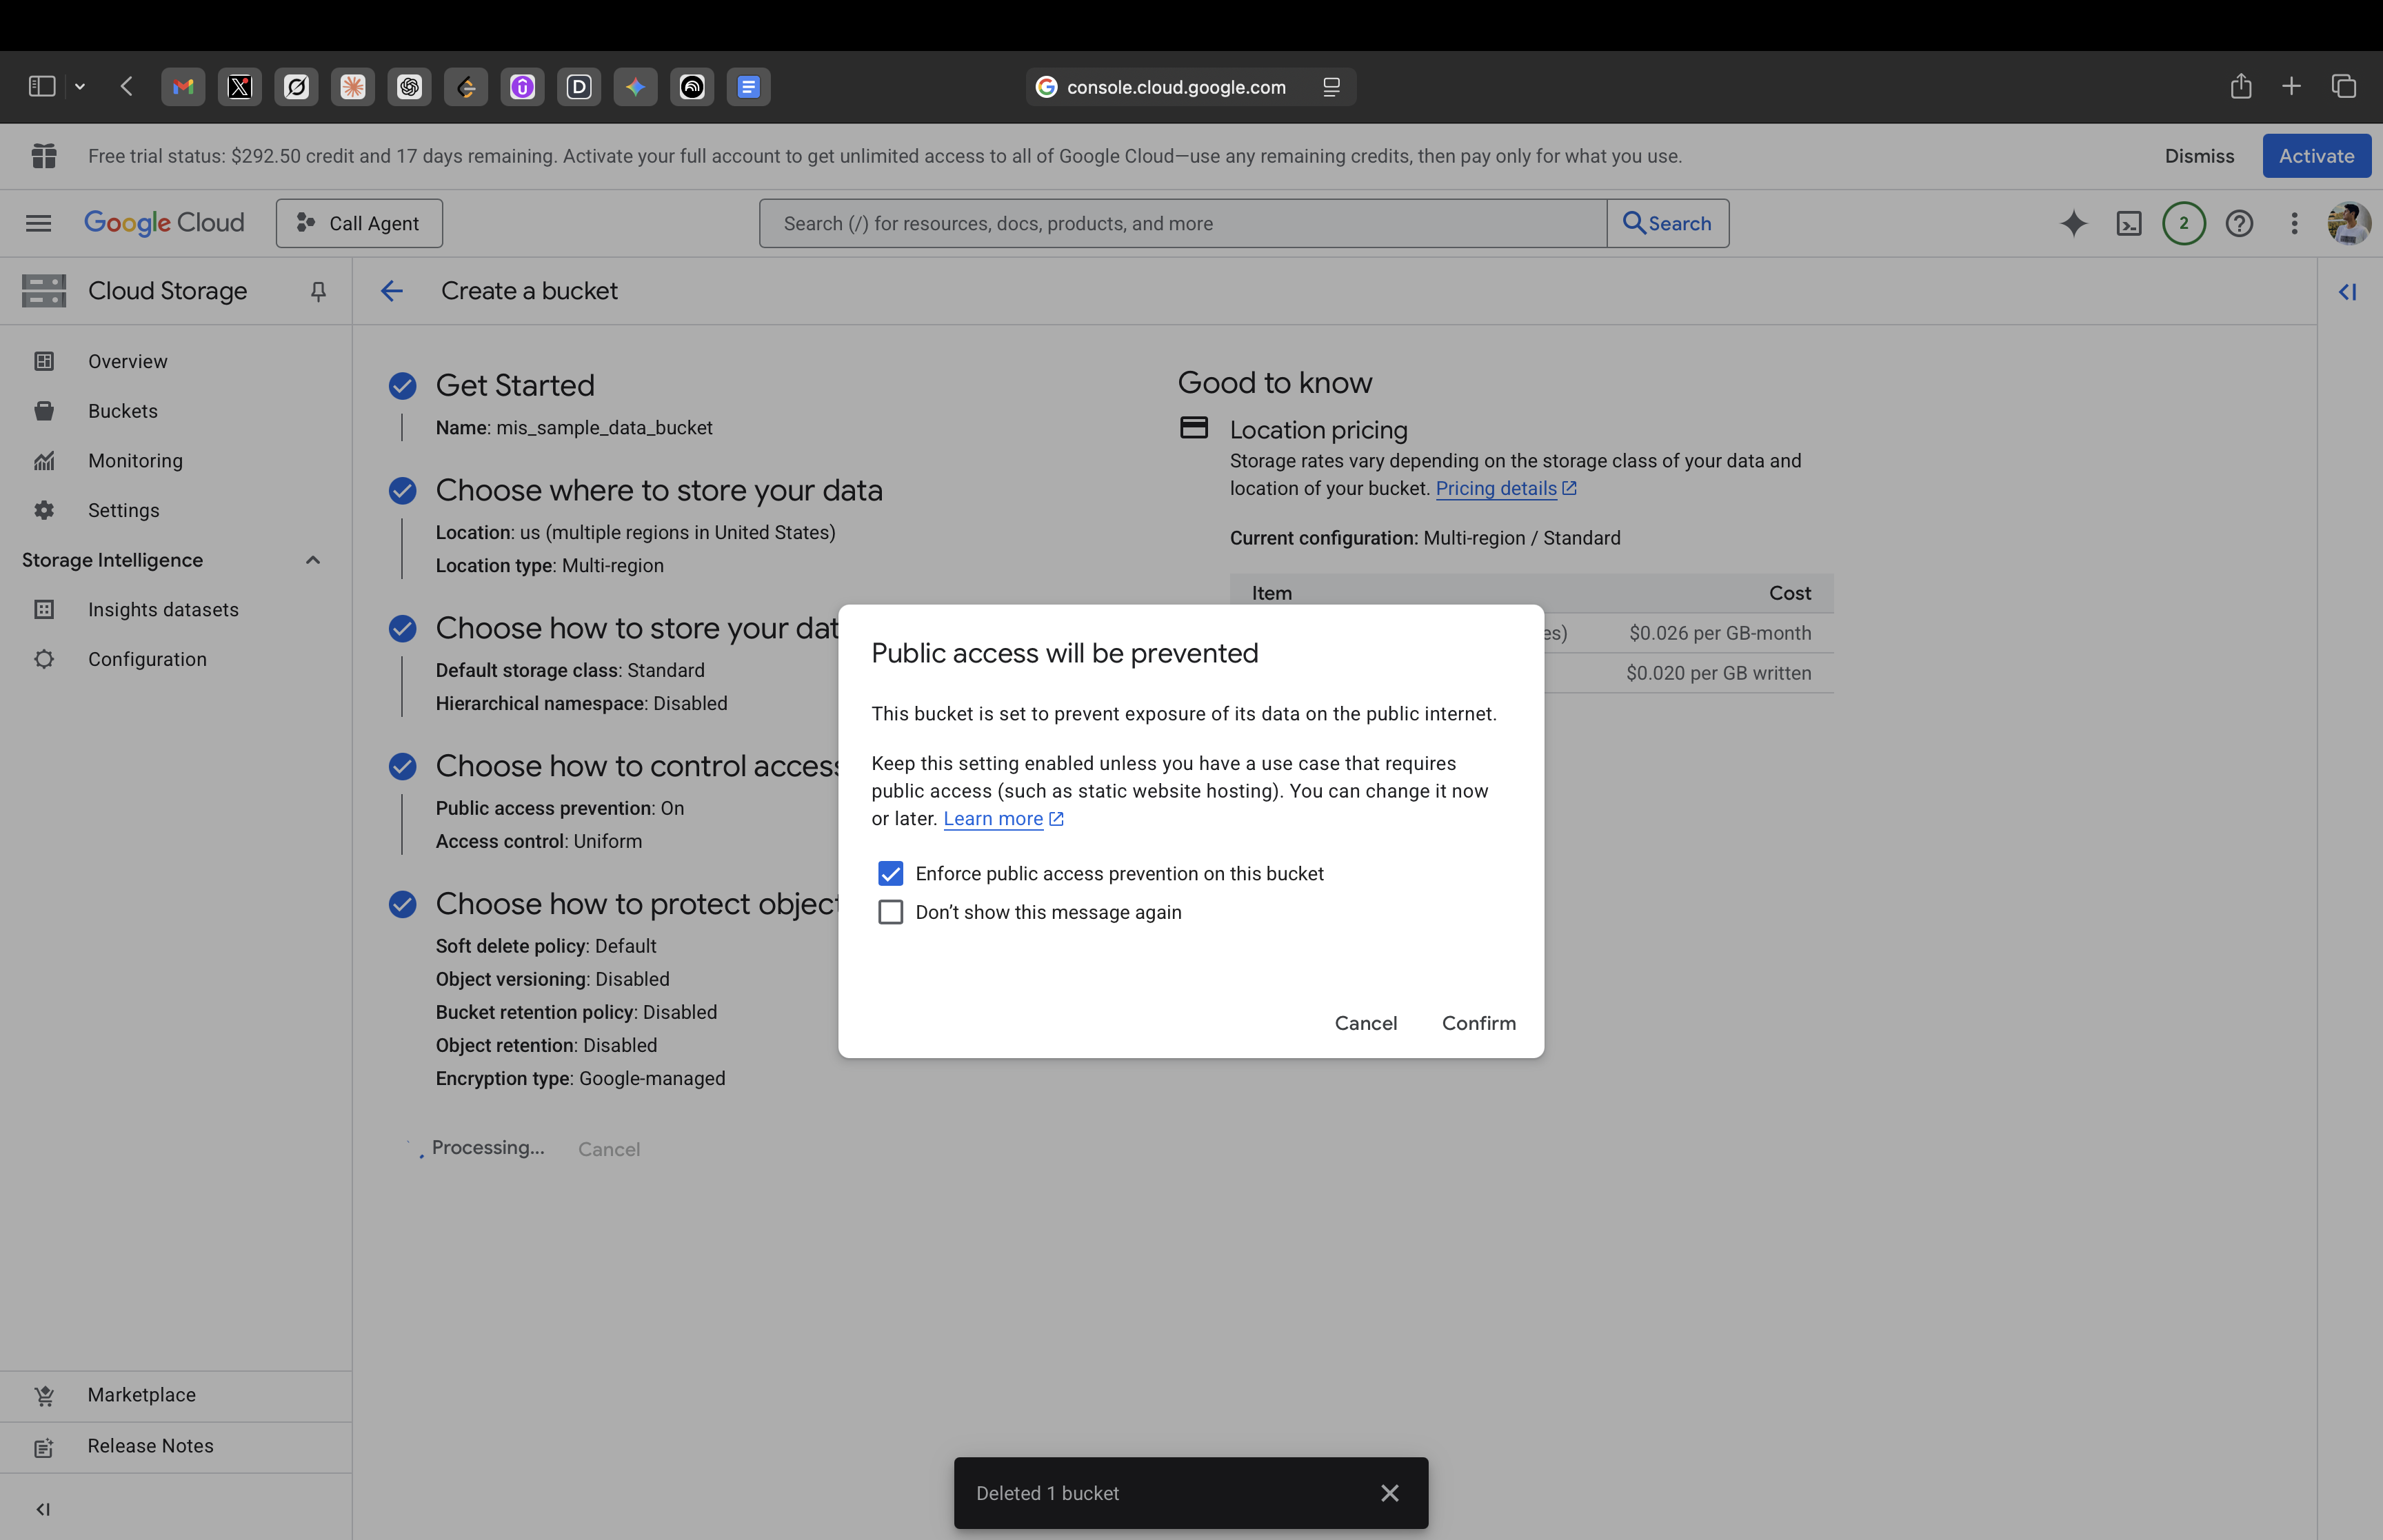 console.cloud.google.com
Free trial status: $292.50 credit and 17 days remaining. Activate your full account to get unlimited access to all of Google Cloud—use any remaining credits, then pay only for what you use.
Dismiss
Activate
Google Cloud
Call Agent
Search (/) for resources, docs, products, and more
Search
2
Cloud Storage
Create a bucket
Overview
Buckets
Monitoring
Settings
Storage Intelligence
Insights datasets
Configuration
Marketplace
Release Notes
Get Started
Name: mis_sample_data_bucket
Choose where to store your data
Location: us (multiple regions in United States)
Location type: Multi-region
Choose how to store your dat
Default storage class: Standard
Hierarchical namespace: Disabled
Choose how to control access
Public access prevention: On
Access control: Uniform
Choose how to protect object
Soft delete policy: Default
Object versioning: Disabled
Bucket retention policy: Disabled
Object retention: Disabled
Encryption type: Google-managed
Processing...
Cancel
Good to know
Location pricing
Storage rates vary depending on the storage class of your data and
location of your bucket. Pricing details
Current configuration: Multi-region / Standard
Item Cost
es) $0.026 per GB-month
$0.020 per GB written
Public access will be prevented
This bucket is set to prevent exposure of its data on the public internet.
Keep this setting enabled unless you have a use case that requires
public access (such as static website hosting). You can change it now
or later. Learn more
Enforce public access prevention on this bucket
Don’t show this message again
Cancel
Confirm
Deleted 1 bucket